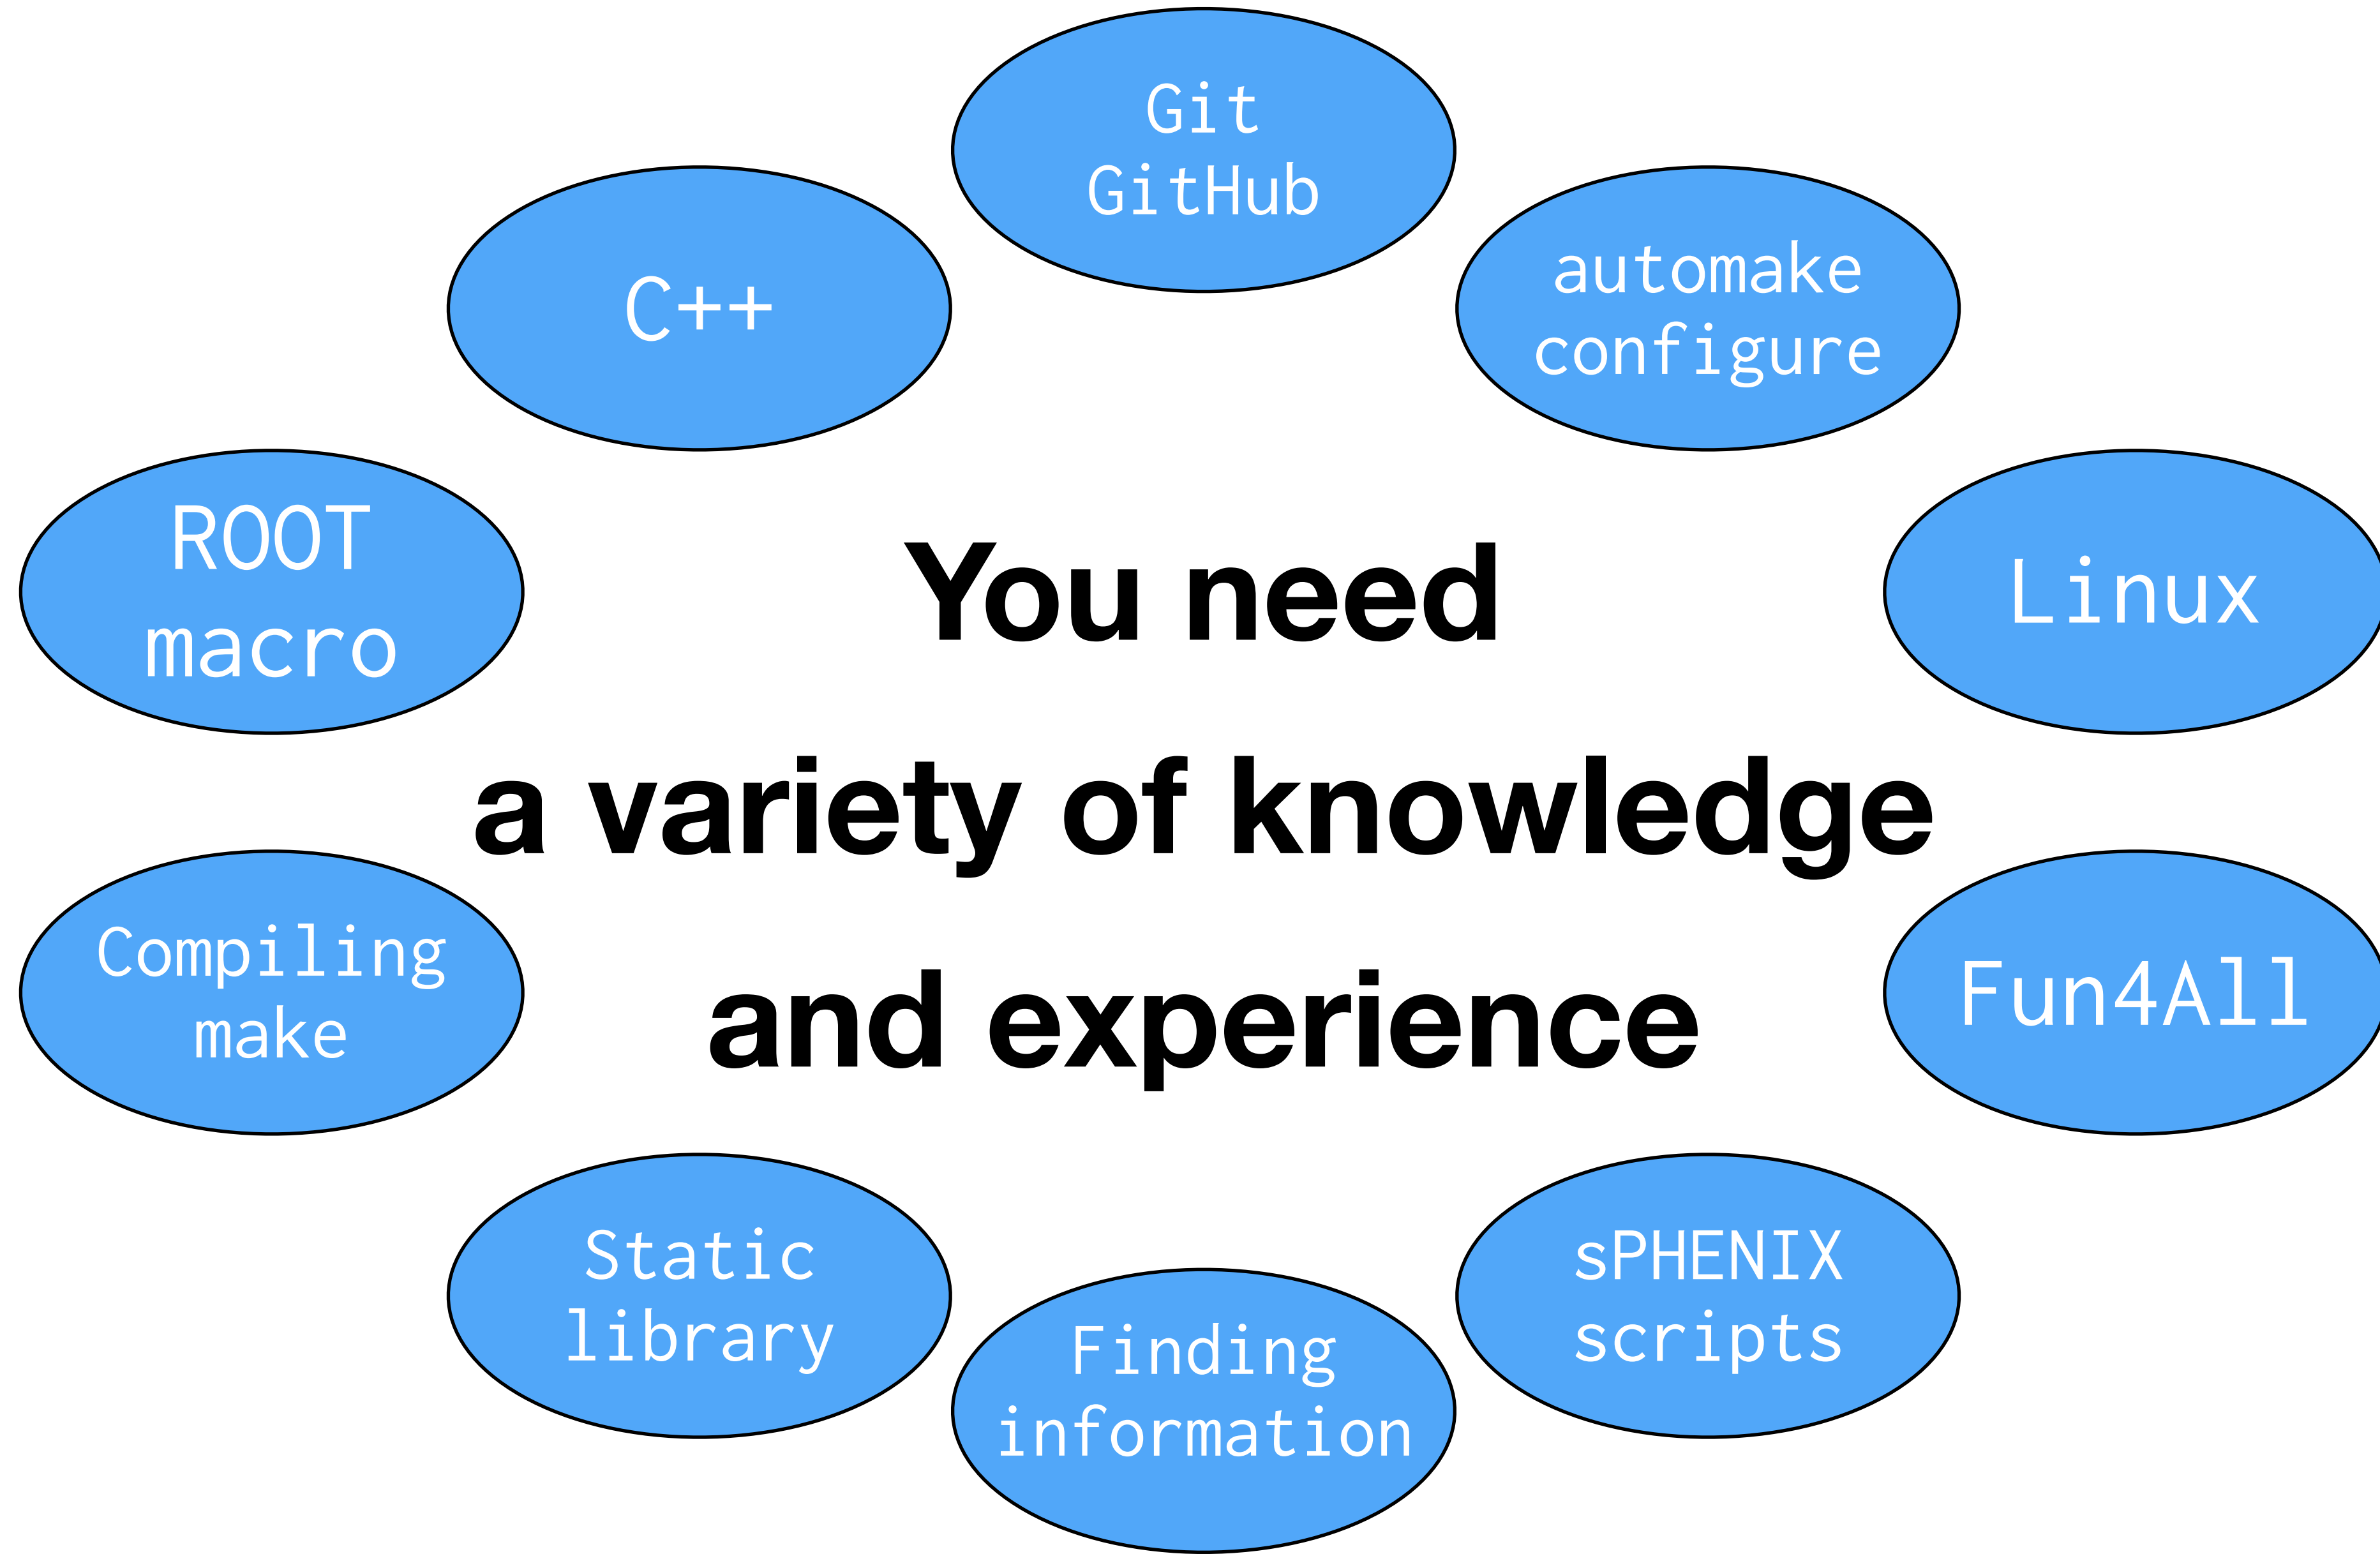 Git
GitHub
C++
automake
configure
ROOT
macro
Linux
You need
a variety of knowledge
and experience
Compiling
make
Fun4All
Static
library
sPHENIX
scripts
Finding
information